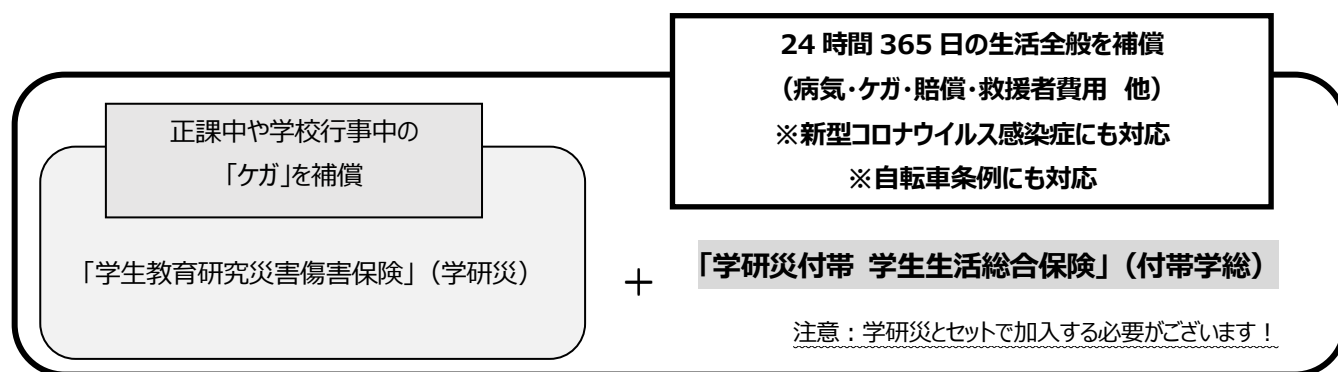 24 時間 365 日の生活全般を補償
（病気・ケガ・賠償・救援者費用 他）
※新型コロナウイルス感染症にも対応
※自転車条例にも対応
正課中や学校行事中の
「ケガ」を補償
「学生教育研究災害傷害保険」（学研災）
＋
「学研災付帯 学生生活総合保険」（付帯学総）
注意：学研災とセットで加入する必要がございます！